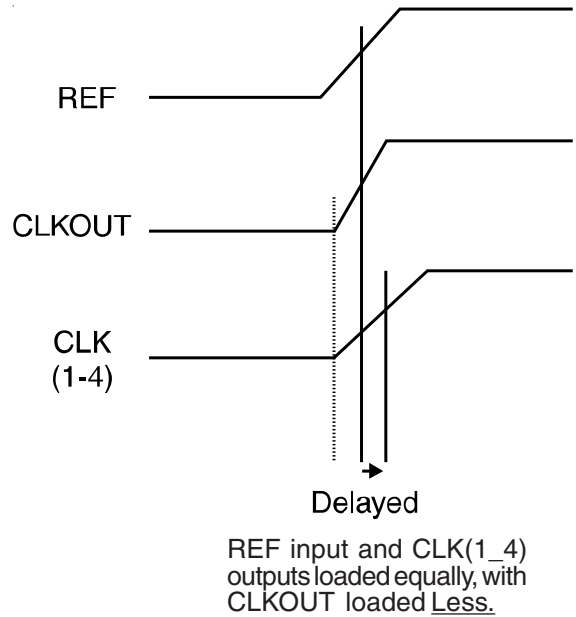 REF
CLKOUT
CLK
(1-4)
Delayed
REF input and CLK(1_4)
outputs loaded equally, with
CLKOUT loaded Less.